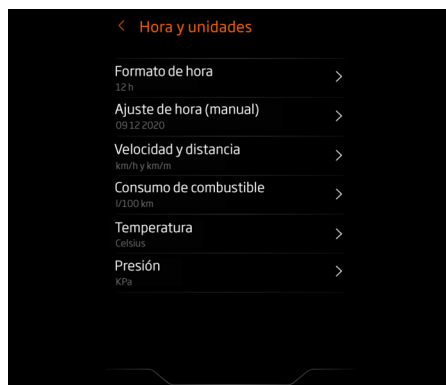 Hora y unidades
Formato de hora
12 h
Ajuste de hora (manual)
09 12 2020
Velocidad y distancia
km/h y km/m
Consumo de combustible
l/100 km
Temperatura
Celsius
Presión
KPa